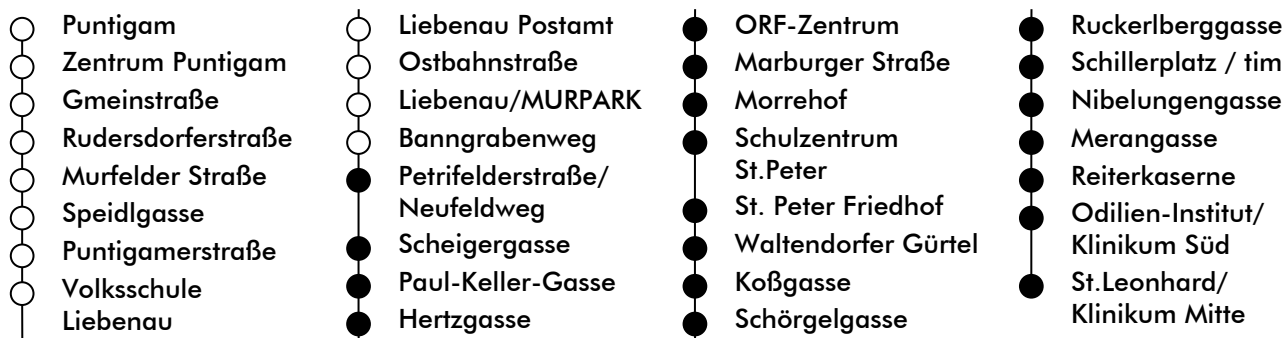 Puntigam
Zentrum Puntigam
Gmeinstraße
Rudersdorferstraße
Murfelder Straße
Speidlgasse
Puntigamerstraße
Volksschule
Liebenau
Liebenau Postamt
Ostbahnstraße
Liebenau/MURPARK
Banngrabenweg
Petrifelderstraße/
Neufeldweg
Scheigergasse
Paul-Keller-Gasse
Hertzgasse
ORF-Zentrum
Marburger Straße
Morrehof
Schulzentrum
St.Peter
St. Peter Friedhof
Waltendorfer Gürtel
Koßgasse
Schörgelgasse
Ruckerlberggasse
Schillerplatz / tim
Nibelungengasse
Merangasse
Reiterkaserne
Odilien-Institut/
Klinikum Süd
St.Leonhard/
Klinikum Mitte